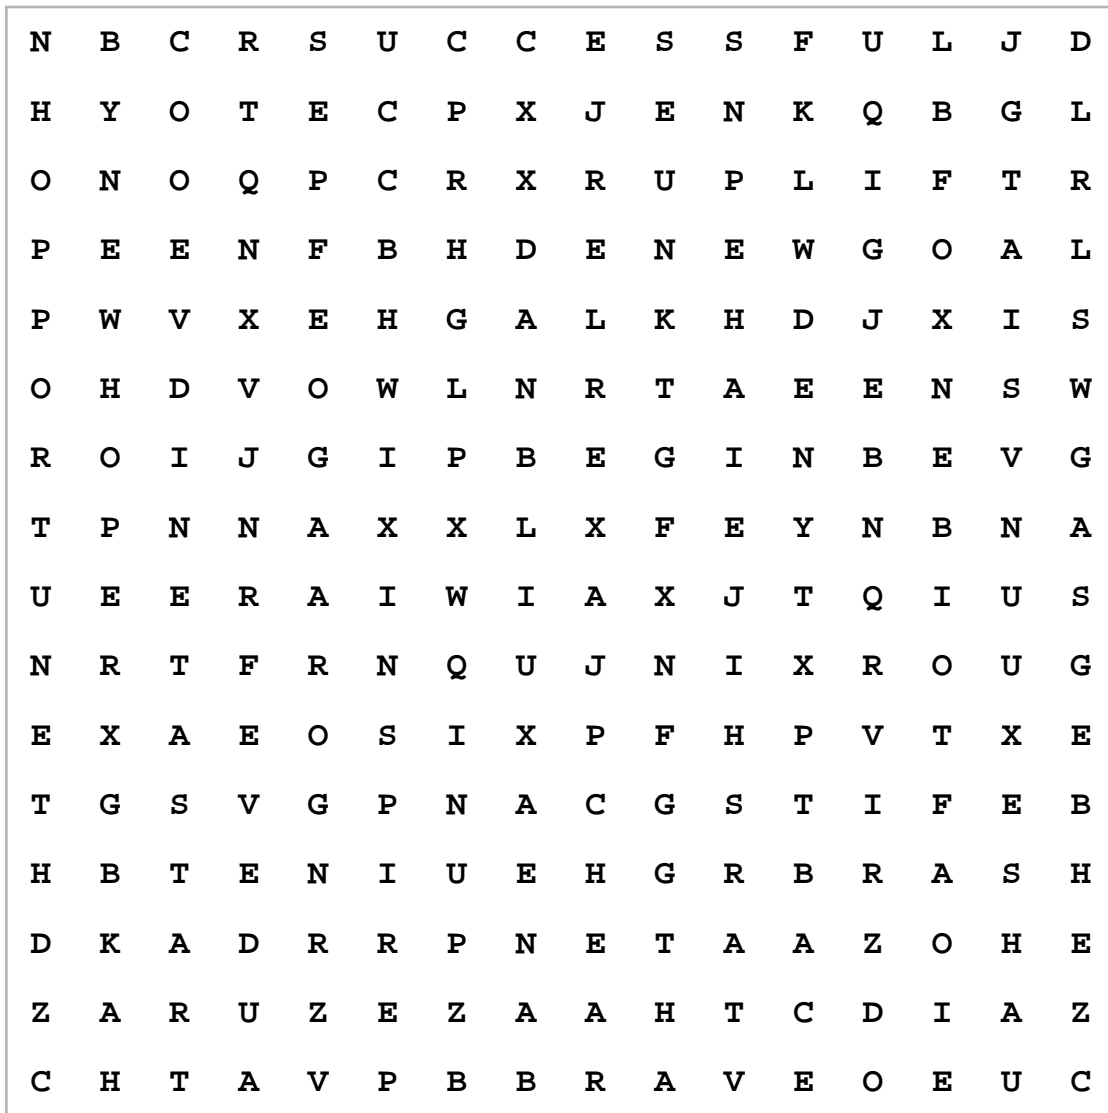 N B C R S U C C E S S F U L J D
H Y O T E C P X J E N K Q B G L
O N O Q P C R X R U P L I F T R
P E E N F B H D E N E W G O A L
P W V X E H G A L K H D J X I S
O H D V O W L N R T A E E N S W
R O I J G I P B E G I N B E V G
T P N N A X X L X F E Y N B N A
U E E R A I W I A X J T Q I U S
N R T F R N Q U J N I X R O U G
E X A E O S I X P F H P V T X E
T G S V G P N A C G S T I F E B
H B T E N I U E H G R B R A S H
D K A D R R P N E T A A Z O H E
Z A R U Z E Z A A H T C D I A Z
C H T A V P B B R A V E O E U C